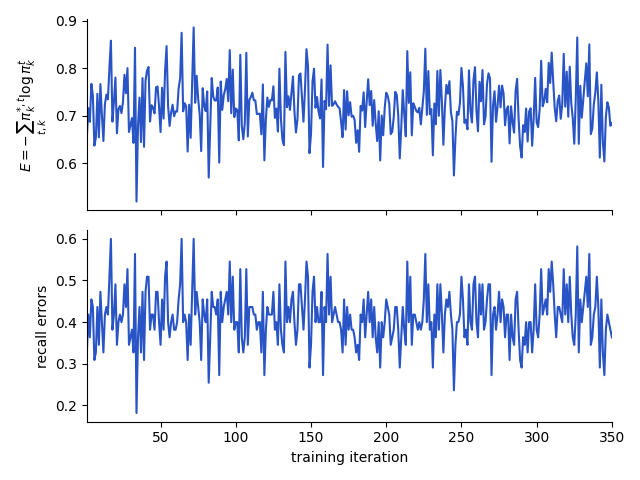 0.9
0.8
0.7
0.6
E = −∑ π_k^{*,t} log π_k^t
t, k
0.6
0.5
0.4
0.3
0.2
recall errors
50 100 150 200 250 300 350
training iteration